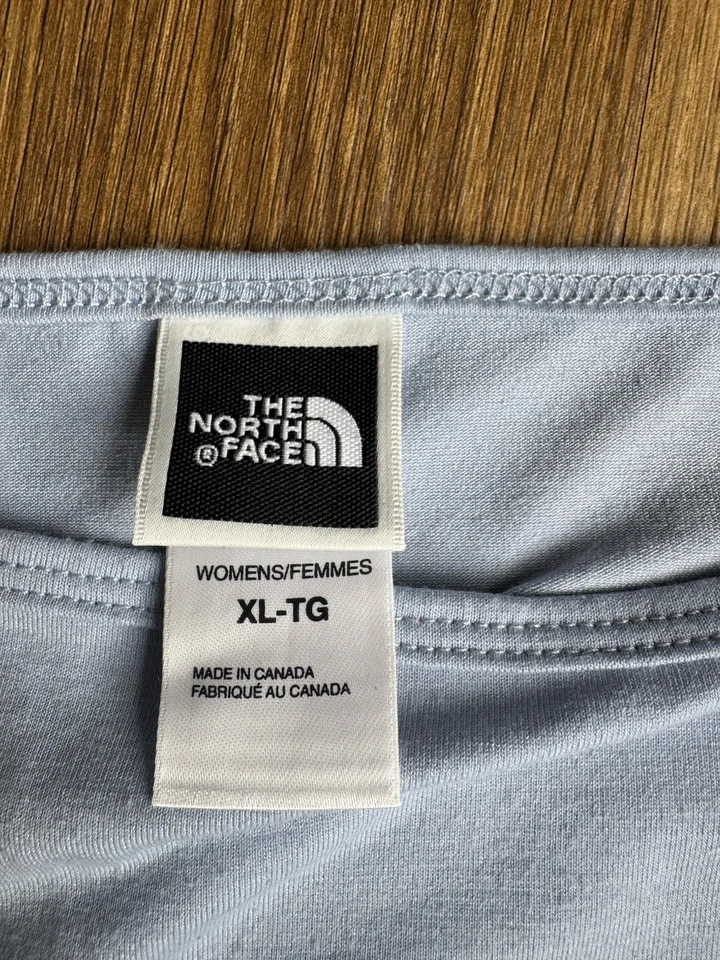 THE
NORTH
® FACE
WOMENS/FEMMES
XL-TG
MADE IN CANADA
FABRIQUÉ AU CANADA